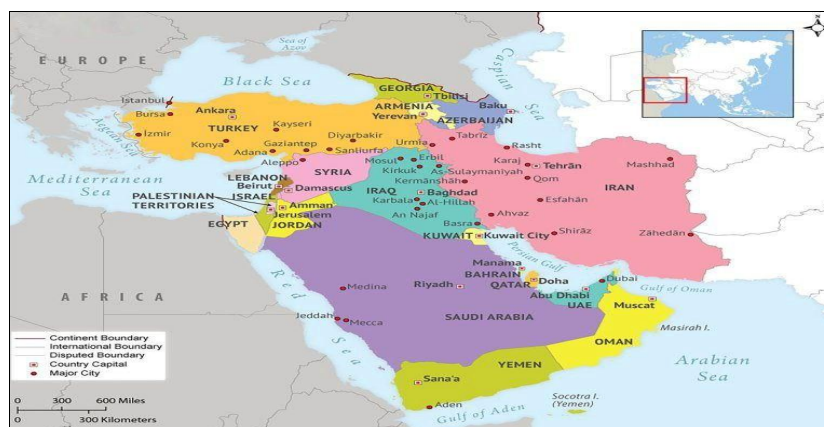 EUROPE
Sea of
Azov
Caspian
Sea
Black Sea
GEORGIA
Tbilisi
Istanbul
ARMENIA
Yerevan
Baku
Bursa
Ankara
AZERBAIJAN
Aegean
Sea
İzmir
TURKEY
Kayseri
Diyarbakir
Tabrīz
Konya
Gaziantep
Urmia
Rasht
Adana
Sanliurfa
Aleppo
Mosul
Erbil
Karaj
Tehrān
Mashhad
Kirkuk
As-Sulaymaniyah
SYRIA
Mediterranean
Sea
LEBANON
Beirut
Kermānshāh
Qom
IRAN
ISRAEL
Damascus
IRAQ
Baghdad
PALESTINIAN
TERRITORIES
Amman
Karbala
Al-Hillah
Esfahān
Jerusalem
An Najaf
Ahvaz
EGYPT
JORDAN
Basra
KUWAIT
Kuwait City
Shirāz
Zāhedān
Persian Gulf
Manama
BAHRAIN
QATAR
Doha
Dubai
AFRICA
Red
Sea
Medina
Riyadh
Abu Dhabi
UAE
Gulf of Oman
Muscat
Jeddah
Mecca
SAUDI ARABIA
Masirah I.
OMAN
Arabian
Sea
YEMEN
Sana'a
Socotra I.
(Yemen)
Aden
Gulf of Aden
Continent Boundary
International Boundary
Disputed Boundary
Country Capital
Major City
0 300 600 Miles
0 300 Kilometers